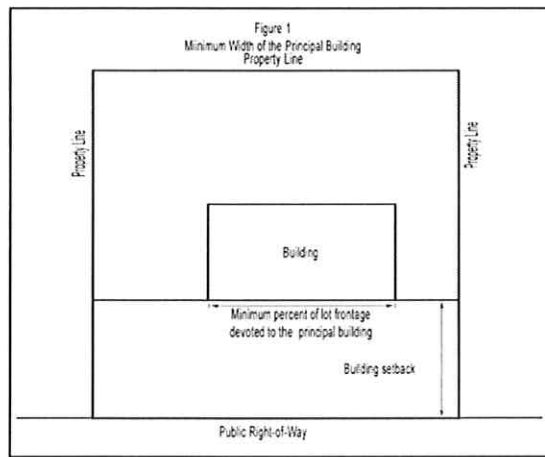 Figure 1
Minimum Width of the Principal Building
Property Line
Property Line
Property Line
Building
Minimum percent of lot frontage
devoted to the principal building
Building setback
Public Right-of-Way